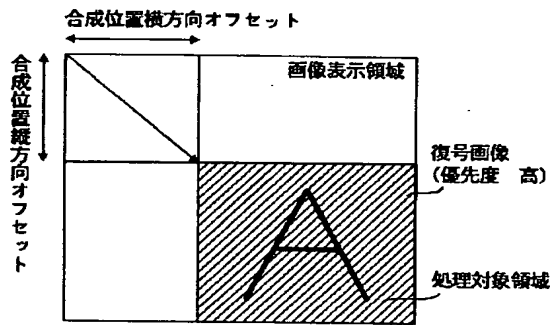 合成位置横方向オフセット
合成位置縦方向オフセット
画像表示領域
復号画像
(優先度 高)
A
処理対象領域